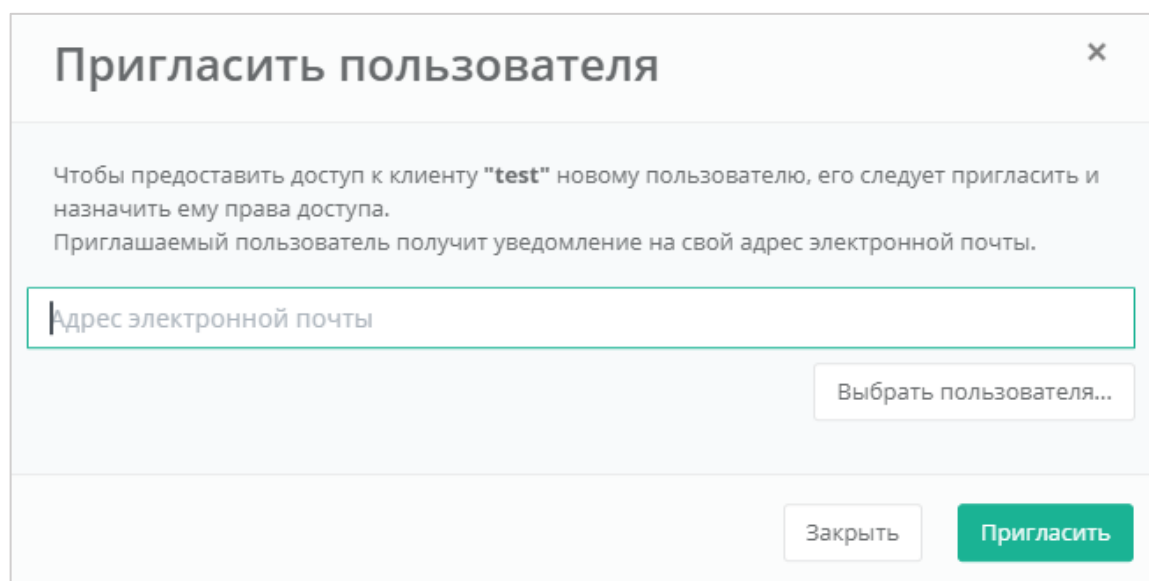 Пригласить пользователя
×
Чтобы предоставить доступ к клиенту "test" новому пользователю, его следует пригласить и
назначить ему права доступа.
Приглашаемый пользователь получит уведомление на свой адрес электронной почты.
Адрес электронной почты
Выбрать пользователя...
Закрыть
Пригласить